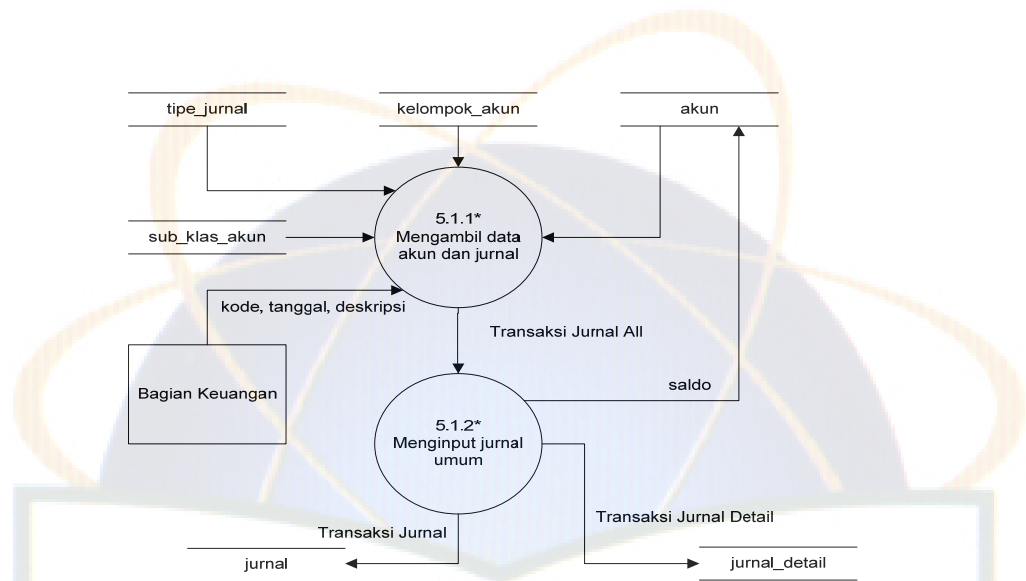 tipe_jurnal
kelompok_akun
akun
5.1.1*
Mengambil data
akun dan jurnal
sub_klas_akun
kode, tanggal, deskripsi
Transaksi Jurnal All
Bagian Keuangan
saldo
5.1.2*
Menginput jurnal
umum
Transaksi Jurnal
Transaksi Jurnal Detail
jurnal
jurnal_detail